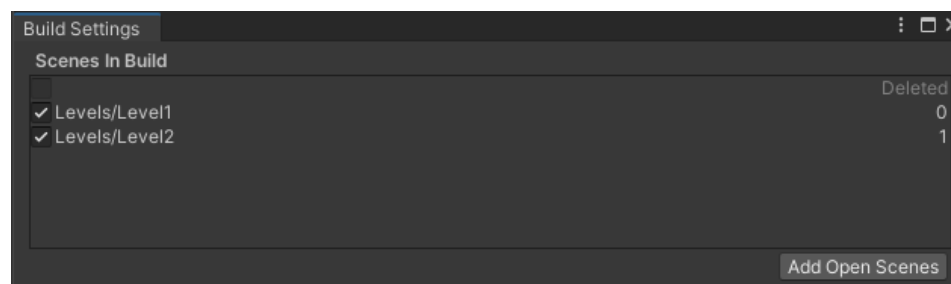 Build Settings
Scenes In Build
Deleted
Levels/Level1 0
Levels/Level2 1
Add Open Scenes